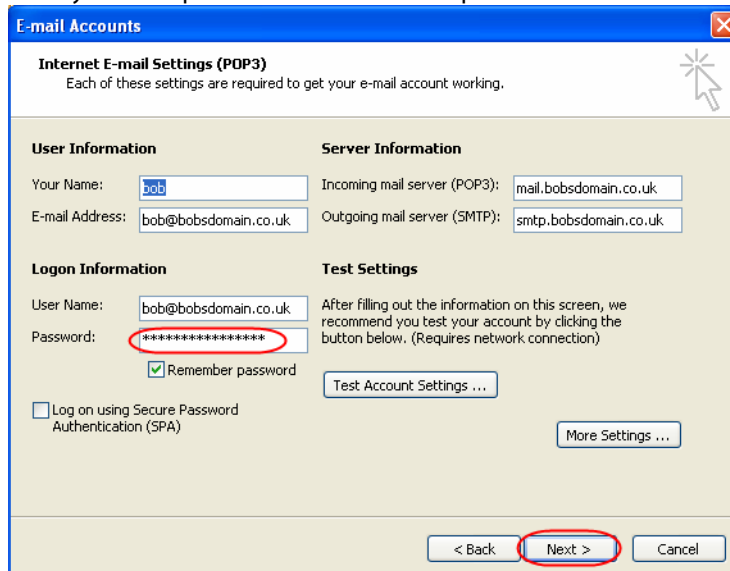 E-mail Accounts
Internet E-mail Settings (POP3)
Each of these settings are required to get your e-mail account working.
User Information
Your Name: bob
E-mail Address: bob@bobsdomain.co.uk
Server Information
Incoming mail server (POP3): mail.bobsdomain.co.uk
Outgoing mail server (SMTP): smtp.bobsdomain.co.uk
Logon Information
User Name: bob@bobsdomain.co.uk
Password: ****************
Remember password
Log on using Secure Password
Authentication (SPA)
Test Settings
After filling out the information on this screen, we
recommend you test your account by clicking the
button below. (Requires network connection)
Test Account Settings ...
More Settings ...
< Back
Next >
Cancel